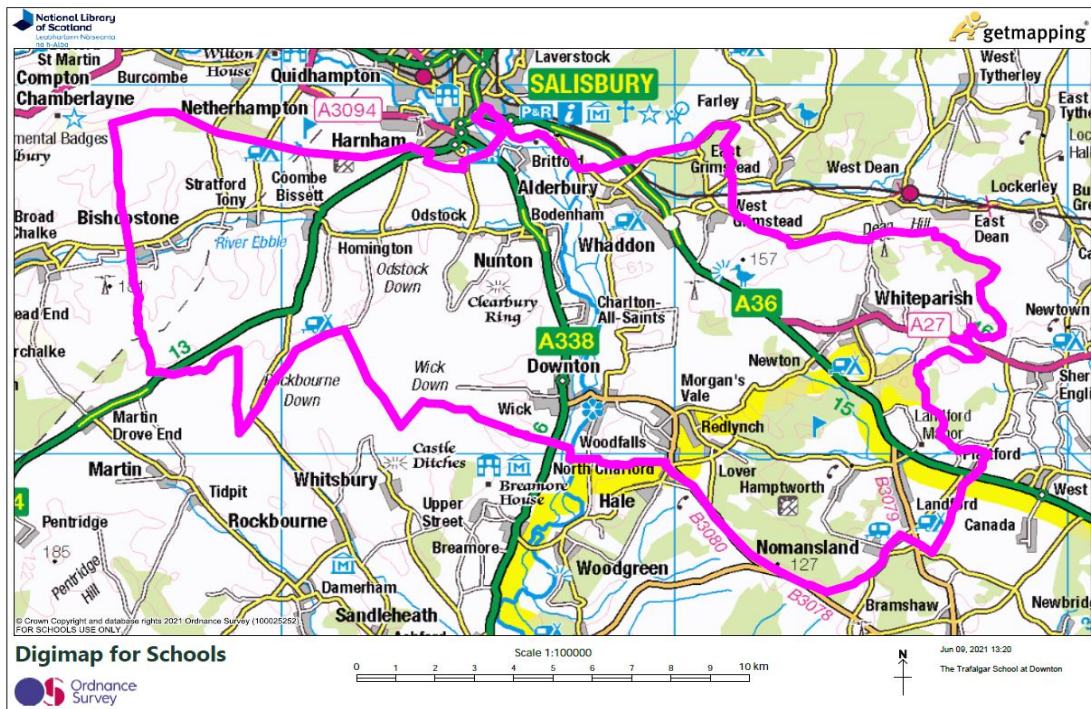 National Library
of Scotland
Leabharlann Nàiseanta
na h-Alba
getmapping
St Martin
Compton
Chamberlayne
Burcombe
Wilton
House
Quidhampton
Netherhampton
A3094
Harnham
Laverstock
SALISBURY
P&R
Farley
West
Tytherley
East
Britford
East
Grimstead
West Dean
Lockerley
Stratford
Tony
Coombe
Bissett
Alderbury
Bodenham
West
Grimstead
Dean Hill
East
Dean
Broad
Chalke
Bishopstone
River Ebble
Odstock
Homington
Odstock
Down
Nunton
Whaddon
157
181
Clearbury
Ring
Charlton-
All-Saints
A36
Whiteparish
A27
16
Newtown
13
A338
Downton
Newton
Wick
Down
Wick
Morgan's
Vale
15
Martin
Drove End
6
Castle
Ditches
Woodfalls
Redlynch
Manor
Martin
Tidpit
Whitsbury
Breamore
House
North Charford
Hale
Lover
Hamptworth
B3079
Landford
West
Canada
Pentridge
185
Pentridge
Hill
122
Rockbourne
Upper
Street
Breamore
Woodgreen
B3080
Nomansland
127
Damerham
Sandleheath
B3078
Bramshaw
© Crown Copyright and database rights 2021 Ordnance Survey (100025252)
FOR SCHOOLS USE ONLY
Digimap for Schools
Ordnance
Survey
Scale 1:100000
0 1 2 3 4 5 6 7 8 9 10 km
N
Jun 09, 2021 13:20
The Trafalgar School at Downton